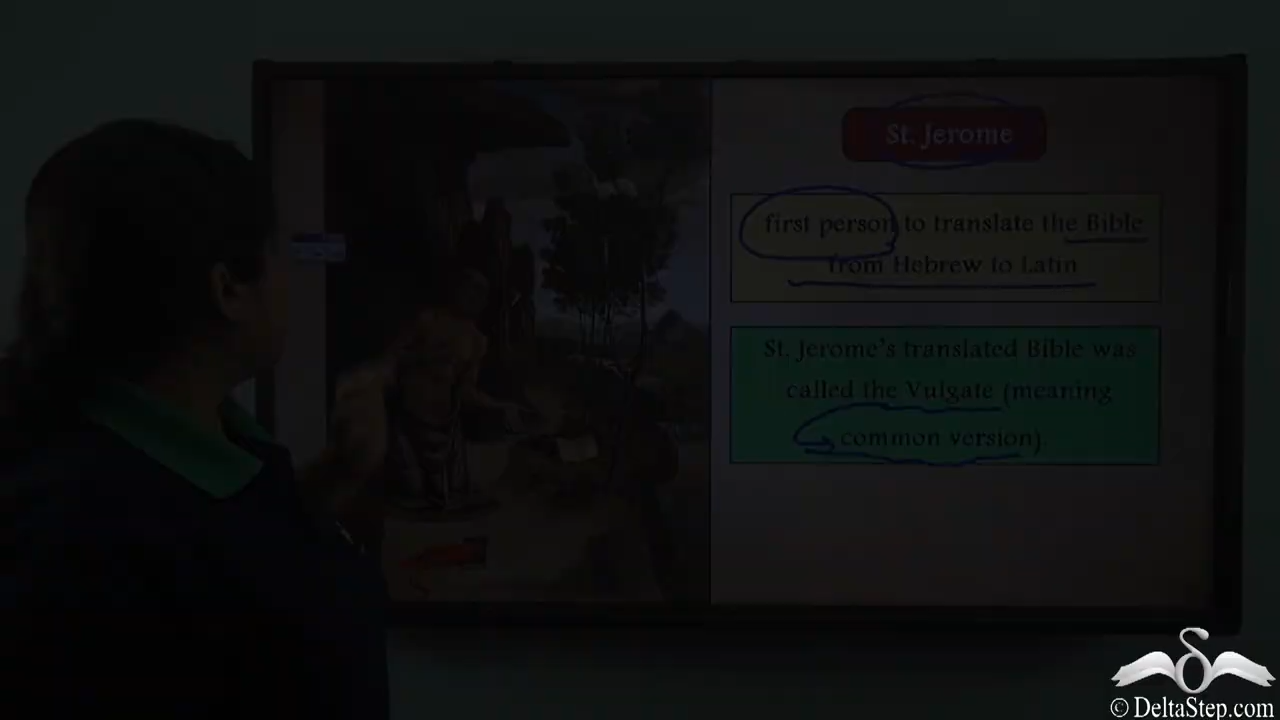 St. Jerome
first person to translate the Bible
from Hebrew to Latin
St. Jerome's translated Bible was
called the Vulgate (meaning
common version).
© DeltaStep.com